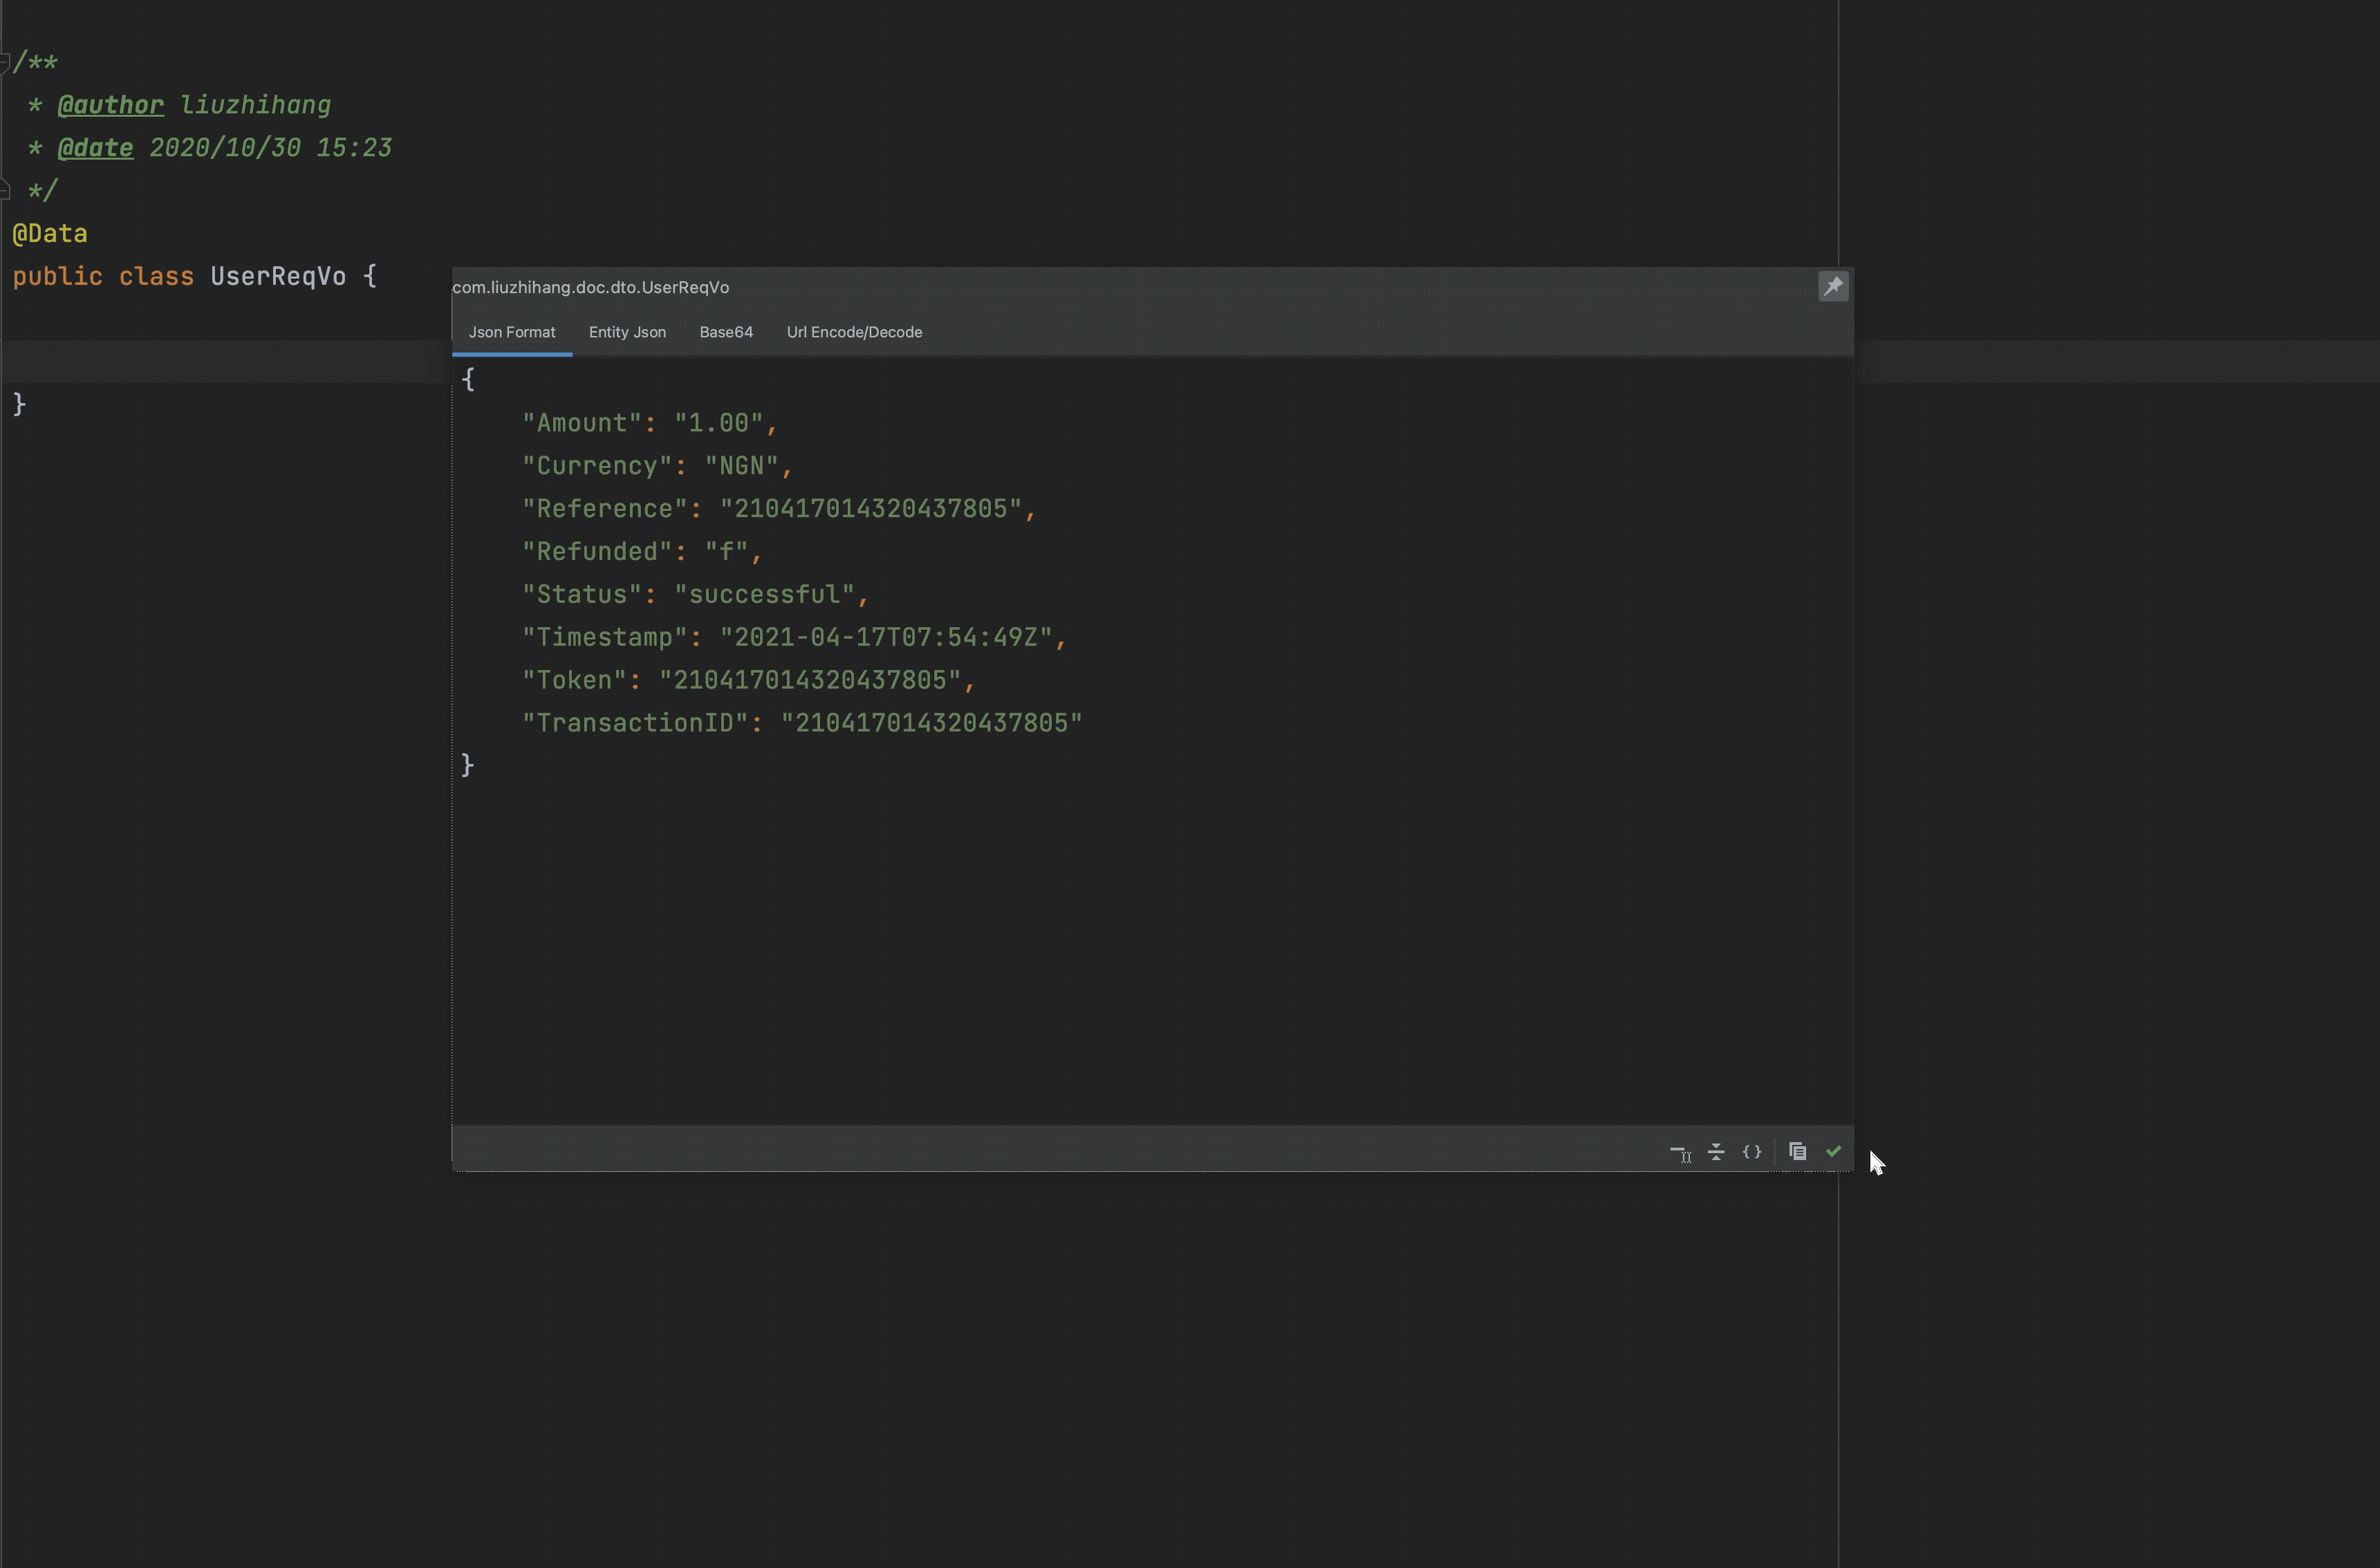 /**
* @author liuzhihang
* @date 2020/10/30 15:23
*/
@Data
public class UserReqVo {
}
com.liuzhihang.doc.dto.UserReqVo
Json Format Entity Json Base64 Url Encode/Decode
{
"Amount": "1.00",
"Currency": "NGN",
"Reference": "210417014320437805",
"Refunded": "f",
"Status": "successful",
"Timestamp": "2021-04-17T07:54:49Z",
"Token": "210417014320437805",
"TransactionID": "210417014320437805"
}